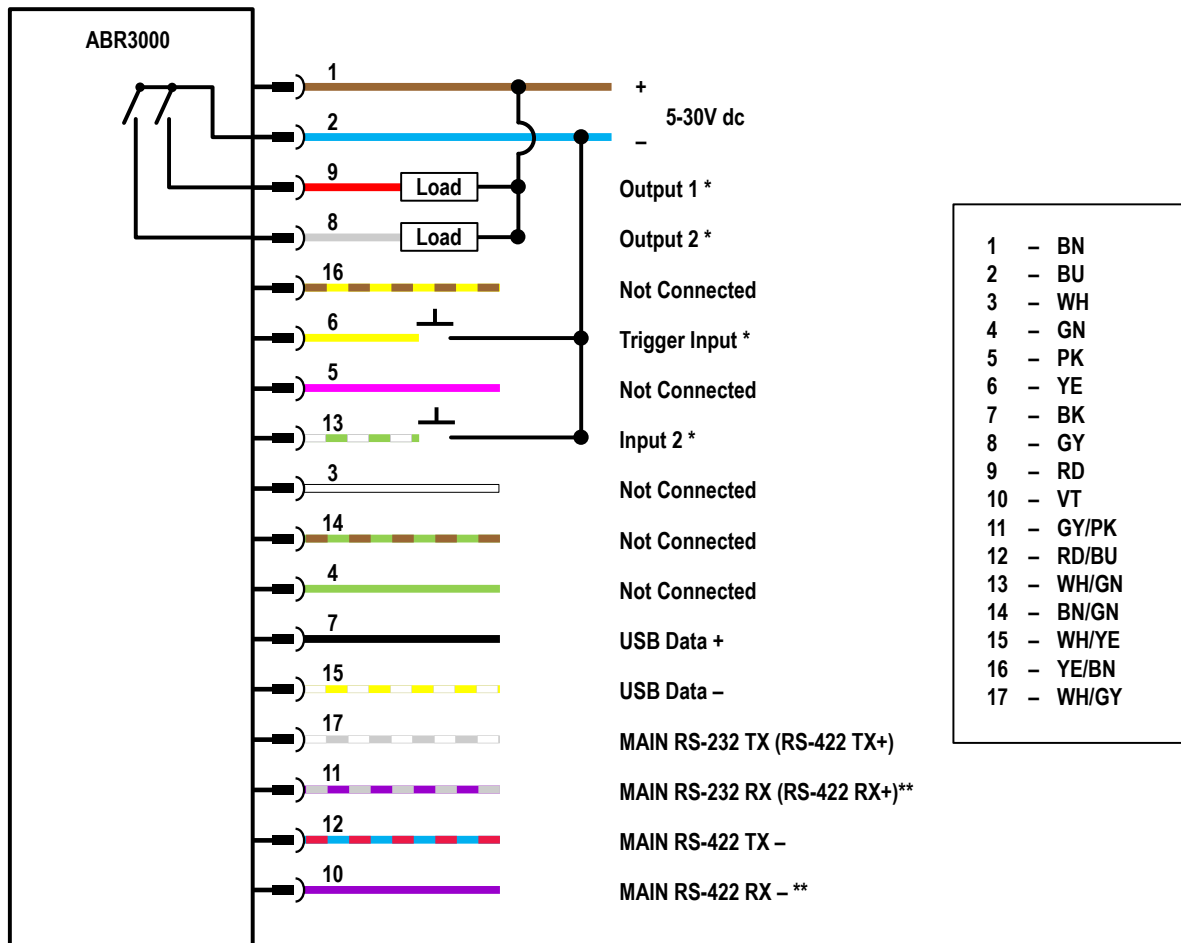 ABR3000
1
+
5-30V dc
2
–
9
Load
Output 1 *
8
Load
Output 2 *
16
Not Connected
6
Trigger Input *
5
Not Connected
13
Input 2 *
3
Not Connected
14
Not Connected
4
Not Connected
7
USB Data +
15
USB Data –
17
MAIN RS-232 TX (RS-422 TX+)
11
MAIN RS-232 RX (RS-422 RX+)**
12
MAIN RS-422 TX –
10
MAIN RS-422 RX – **
1 – BN
2 – BU
3 – WH
4 – GN
5 – PK
6 – YE
7 – BK
8 – GY
9 – RD
10 – VT
11 – GY/PK
12 – RD/BU
13 – WH/GN
14 – BN/GN
15 – WH/YE
16 – YE/BN
17 – WH/GY